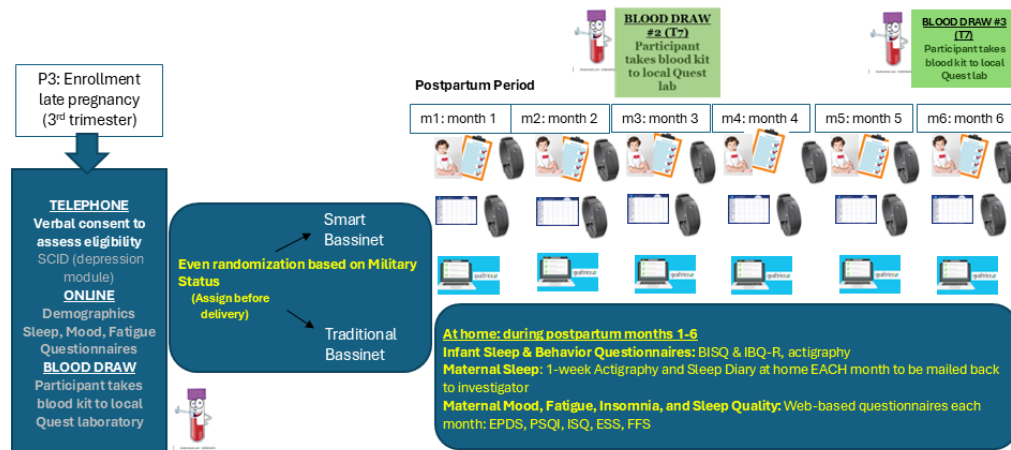 BLOOD DRAW
#2 (T7)
Participant
takes blood kit to
local Quest
lab
BLOOD DRAW #3
(T7)
Participant takes
blood kit to local
Quest lab
P3: Enrollment
late pregnancy
(3rd trimester)
Postpartum Period
m1: month 1
m2: month 2
m3: month 3
m4: month 4
m5: month 5
m6: month 6
TELEPHONE
Verbal consent to
assess eligibility
SCID (depression
module)
ONLINE
Demographics
Sleep, Mood, Fatigue
Questionnaires
BLOOD DRAW
Participant takes
blood kit to local
Quest laboratory
Smart
Bassinet
Even randomization based on Military
Status
(Assign before
delivery)
Traditional
Bassinet
At home: during postpartum months 1-6
Infant Sleep & Behavior Questionnaires: BISQ & IBQ-R, actigraphy
Maternal Sleep: 1-week Actigraphy and Sleep Diary at home EACH month to be mailed back
to investigator
Maternal Mood, Fatigue, Insomnia, and Sleep Quality: Web-based questionnaires each
month: EPDS, PSQI, ISQ, ESS, FFS